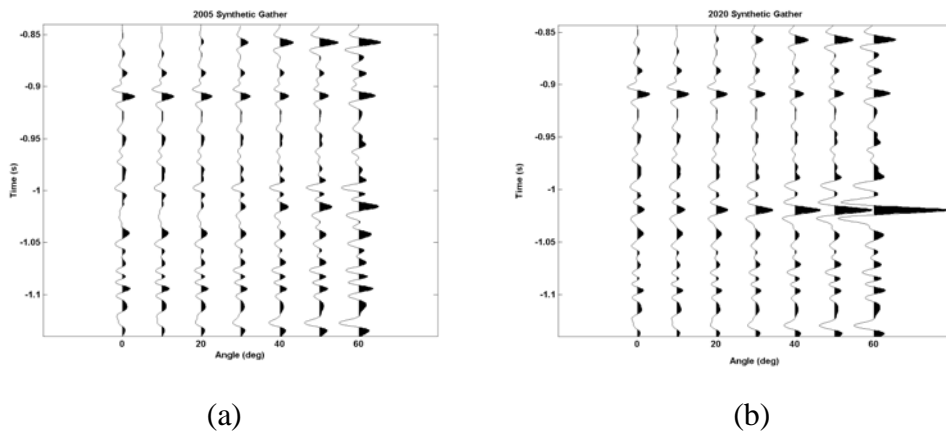 2005 Synthetic Gather
-0.85
-0.9
-0.95
-1
-1.05
-1.1
Time (s)
0 20 40 60
Angle (deg)
(a)
2020 Synthetic Gather
-0.85
-0.9
-0.95
-1
-1.05
-1.1
Time (s)
0 20 40 60
Angle (deg)
(b)